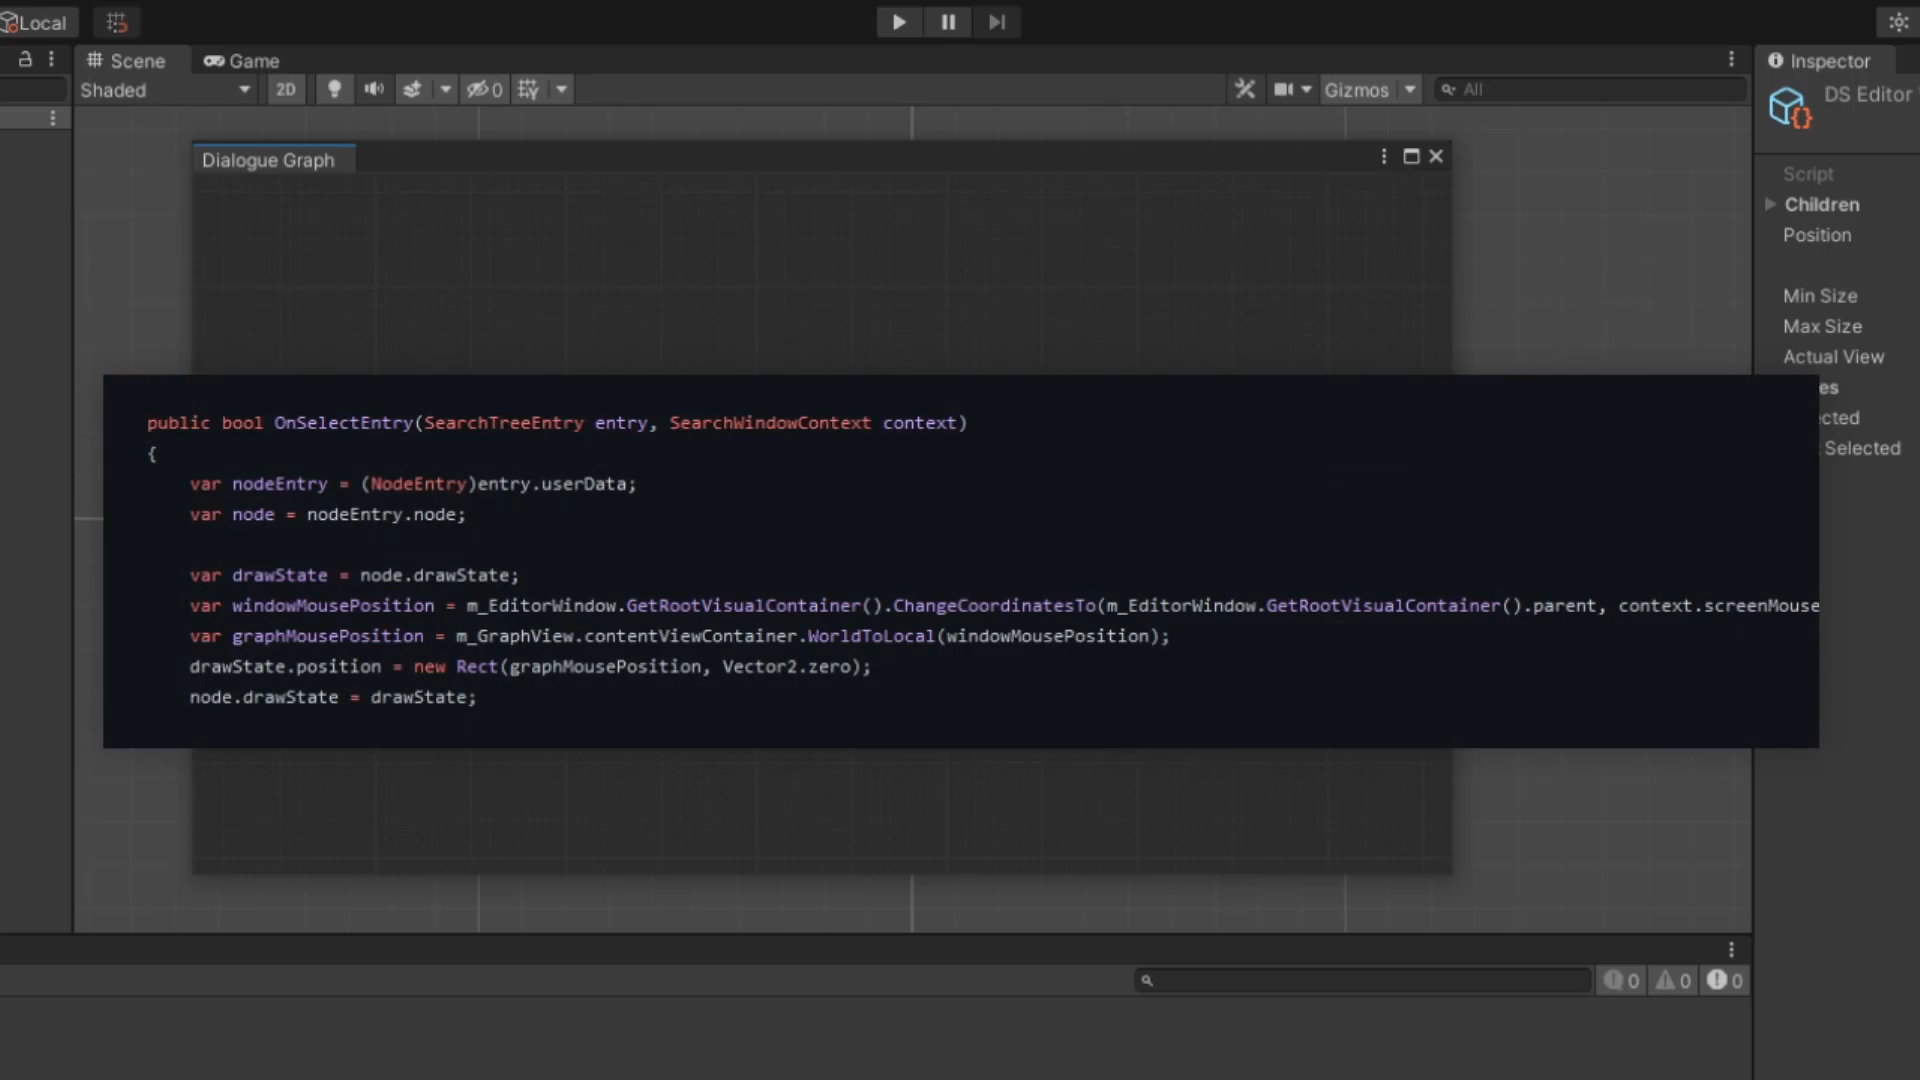 Local
Scene
Game
Inspector
Shaded
2D
0
Gizmos
All
DS Editor
Dialogue Graph
Script
Children
Position
Min Size
Max Size
Actual View
es
cted
Selected
public bool OnSelectEntry(SearchTreeEntry entry, SearchWindowContext context)
{
var nodeEntry = (NodeEntry)entry.userData;
var node = nodeEntry.node;
var drawState = node.drawState;
var windowMousePosition = m_EditorWindow.GetRootVisualContainer().ChangeCoordinatesTo(m_EditorWindow.GetRootVisualContainer().parent, context.screenMouse
var graphMousePosition = m_GraphView.contentViewContainer.WorldToLocal(windowMousePosition);
drawState.position = new Rect(graphMousePosition, Vector2.zero);
node.drawState = drawState;
0
0
0